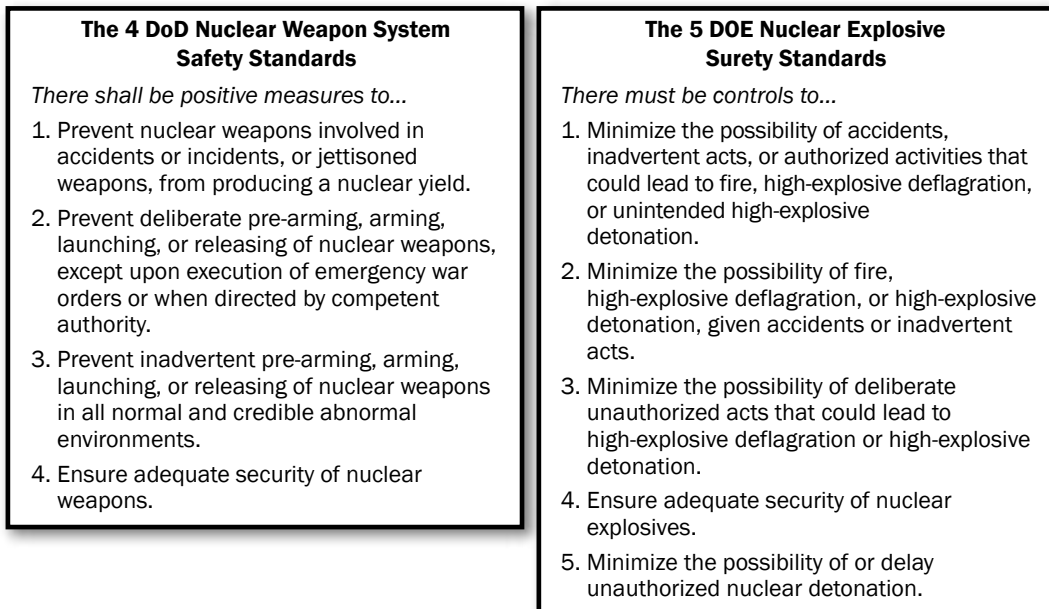 The 4 DoD Nuclear Weapon System
Safety Standards
There shall be positive measures to...
1. Prevent nuclear weapons involved in
accidents or incidents, or jettisoned
weapons, from producing a nuclear yield.
2. Prevent deliberate pre-arming, arming,
launching, or releasing of nuclear weapons,
except upon execution of emergency war
orders or when directed by competent
authority.
3. Prevent inadvertent pre-arming, arming,
launching, or releasing of nuclear weapons
in all normal and credible abnormal
environments.
4. Ensure adequate security of nuclear
weapons.
The 5 DOE Nuclear Explosive
Surety Standards
There must be controls to...
1. Minimize the possibility of accidents,
inadvertent acts, or authorized activities that
could lead to fire, high-explosive deflagration,
or unintended high-explosive
detonation.
2. Minimize the possibility of fire,
high-explosive deflagration, or high-explosive
detonation, given accidents or inadvertent
acts.
3. Minimize the possibility of deliberate
unauthorized acts that could lead to
high-explosive deflagration or high-explosive
detonation.
4. Ensure adequate security of nuclear
explosives.
5. Minimize the possibility of or delay
unauthorized nuclear detonation.